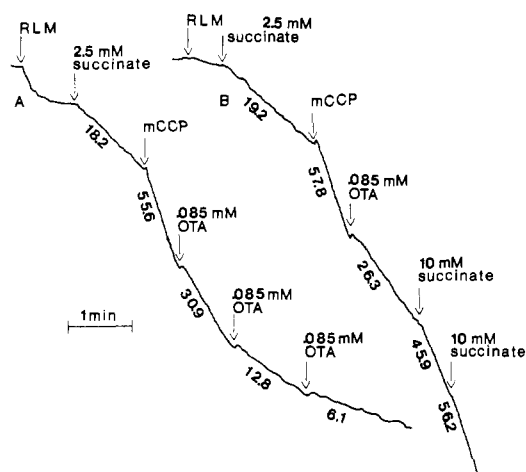 RLM
2.5 mM
succinate
A
18.2
mCCP
55.6
.085 mM
OTA
30.9
.085 mM
OTA
12.8
.085 mM
OTA
6.1
1min
RLM
2.5 mM
succinate
B
19.2
mCCP
57.8
.085 mM
OTA
26.3
10 mM
succinate
45.9
10 mM
succinate
56.2